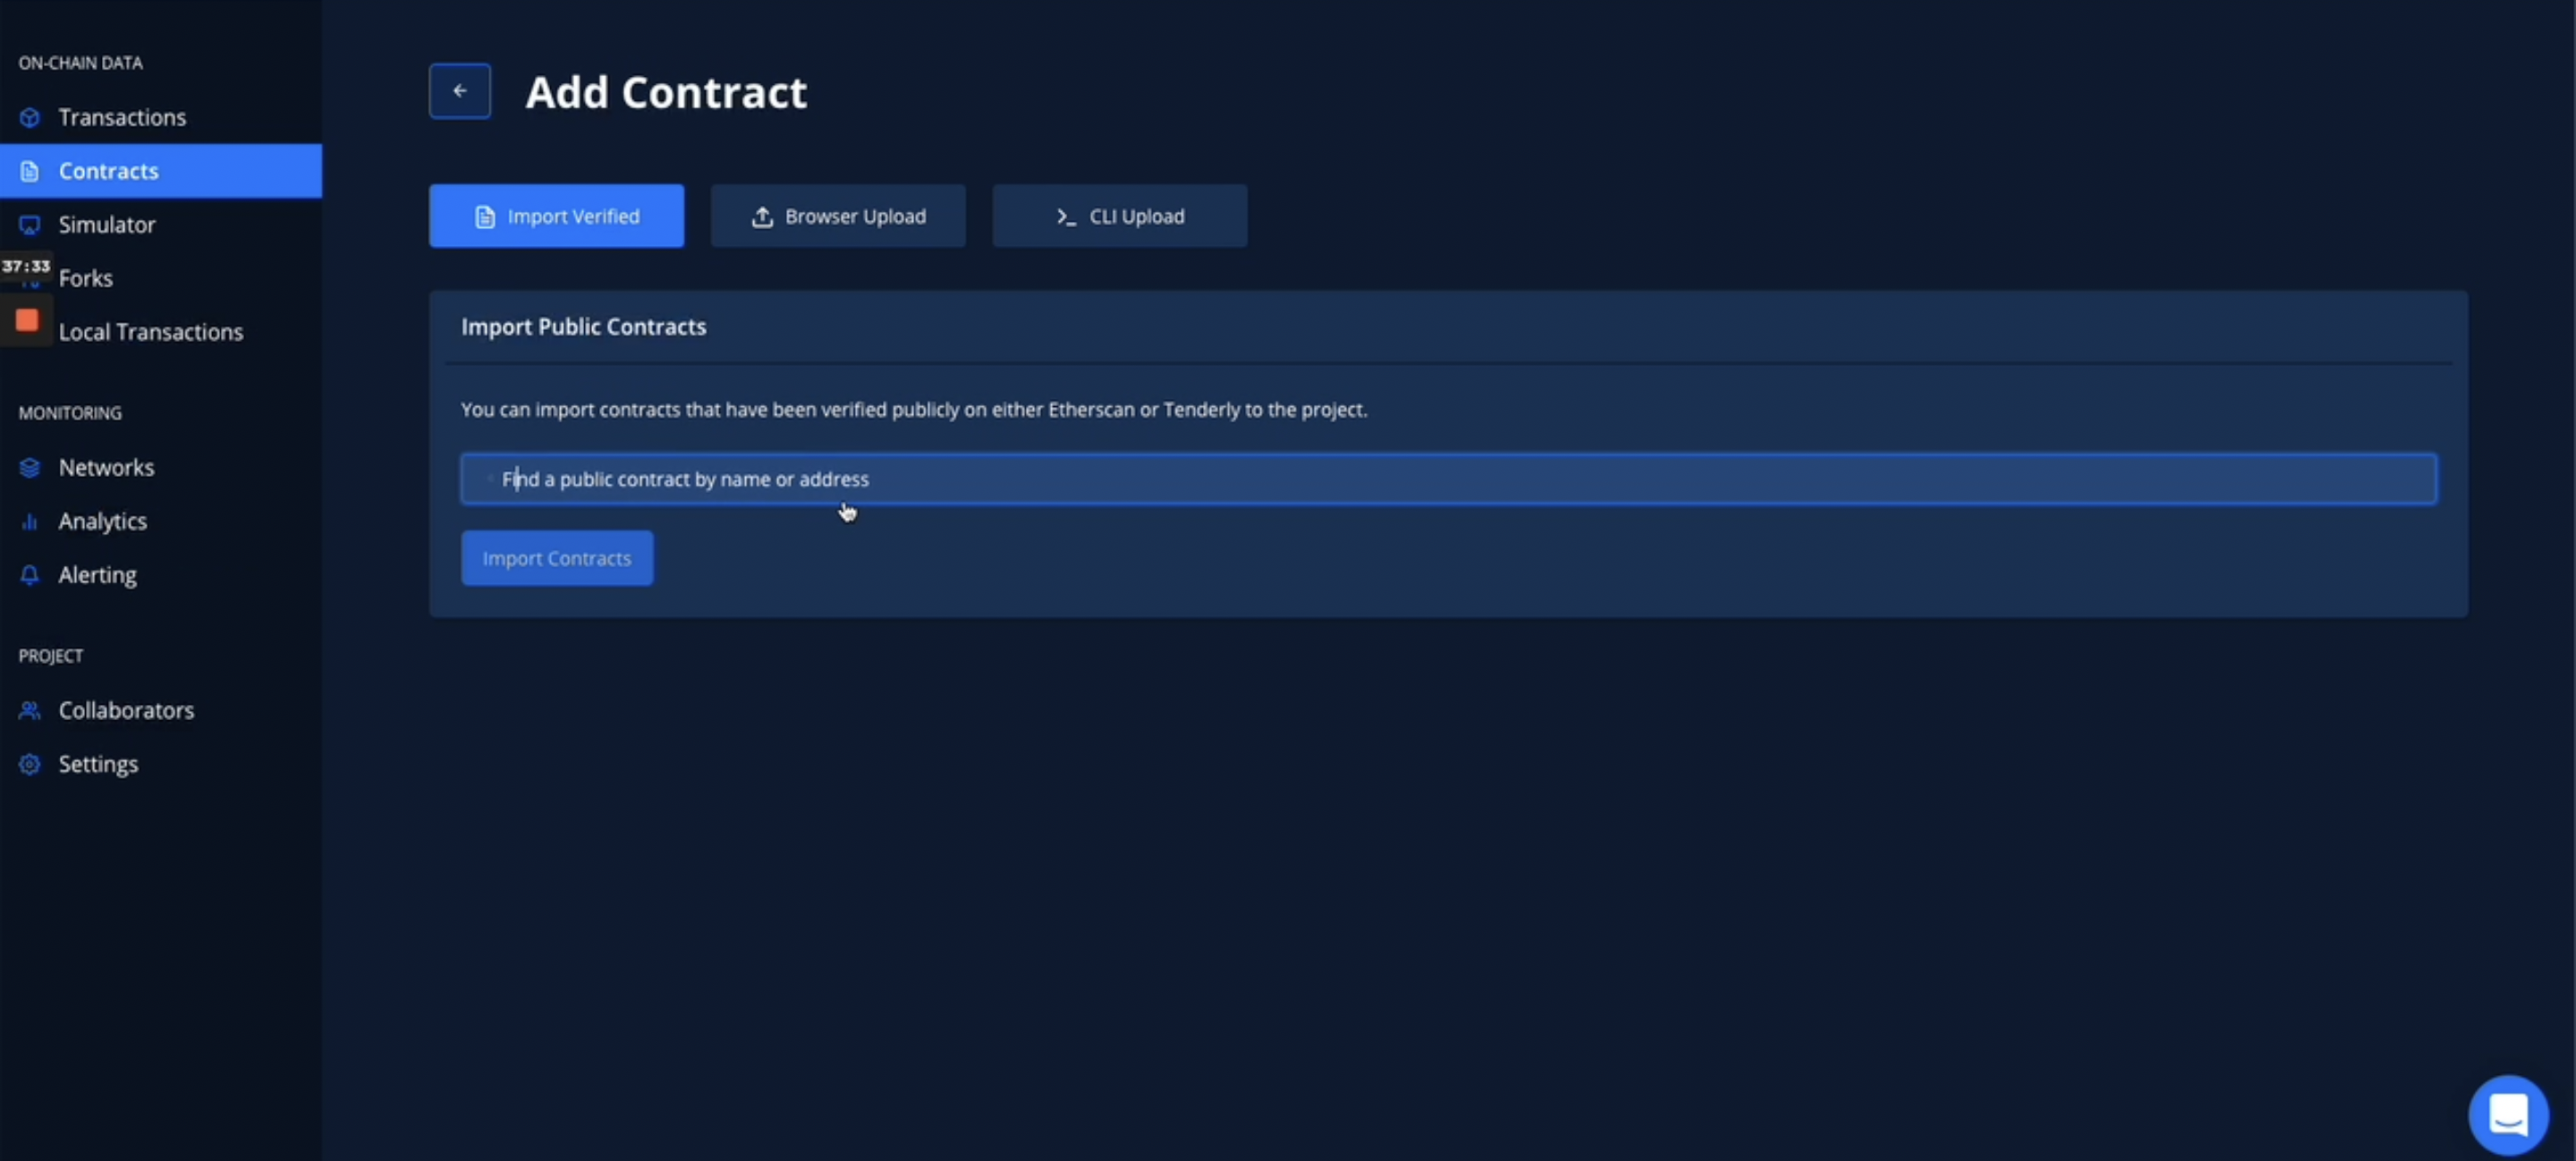 ON-CHAIN DATA
Transactions
Contracts
Simulator
37:33
Forks
Local Transactions
MONITORING
Networks
Analytics
Alerting
PROJECT
Collaborators
Settings
Add Contract
Import Verified
Browser Upload
CLI Upload
Import Public Contracts
You can import contracts that have been verified publicly on either Etherscan or Tenderly to the project.
Find a public contract by name or address
Import Contracts